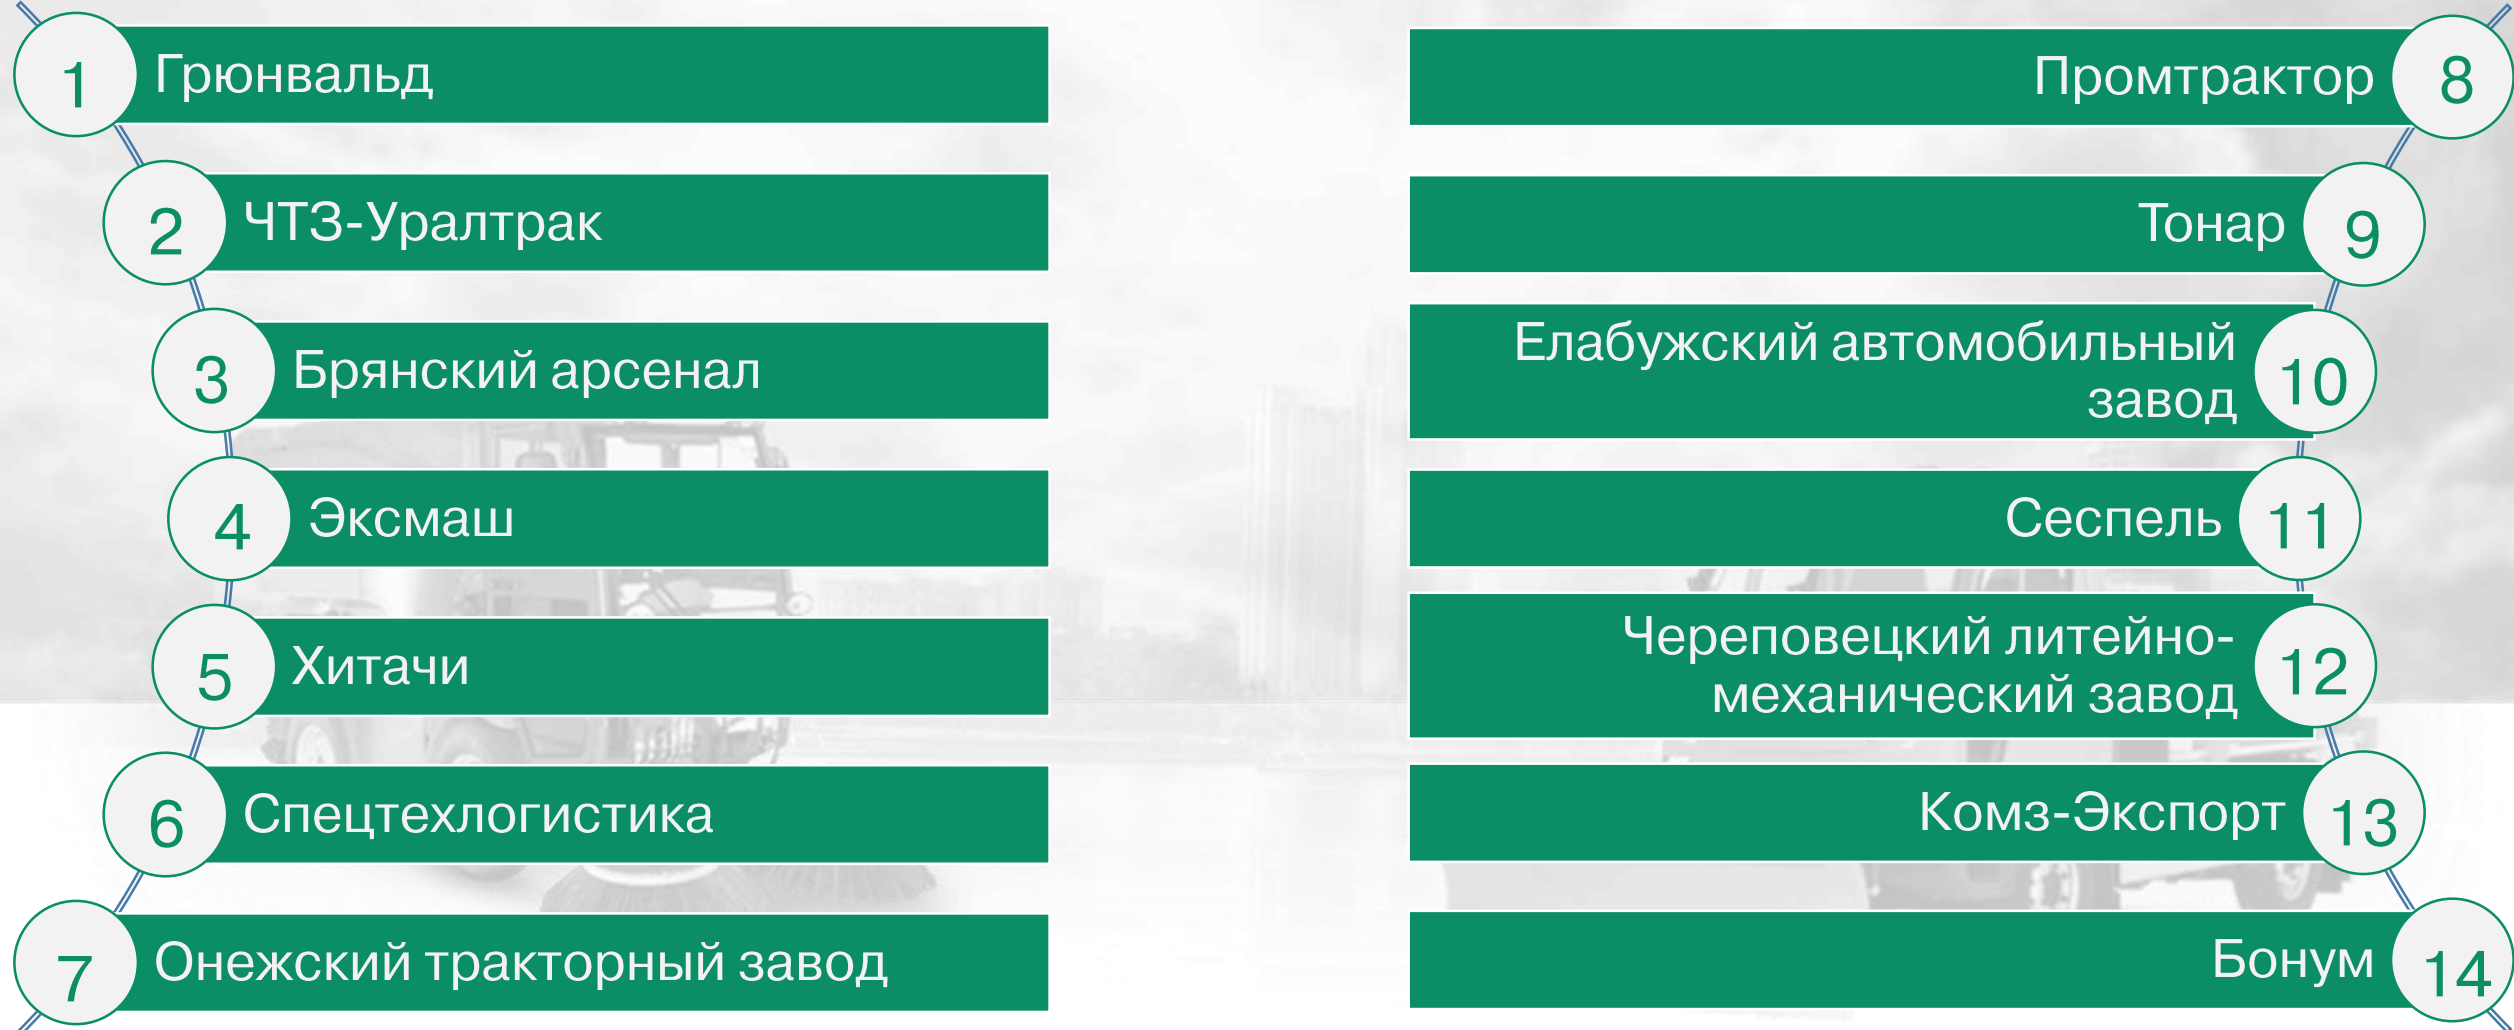 1
Грюнвальд
2
ЧТЗ-Уралтрак
3
Брянский арсенал
4
Эксмаш
5
Хитачи
6
Спецтехлогистика
7
Онежский тракторный завод
Промтрактор
8
Тонар
9
Елабужский автомобильный
завод
10
Сеспель
11
Череповецкий литейно-
механический завод
12
Комз-Экспорт
13
Бонум
14